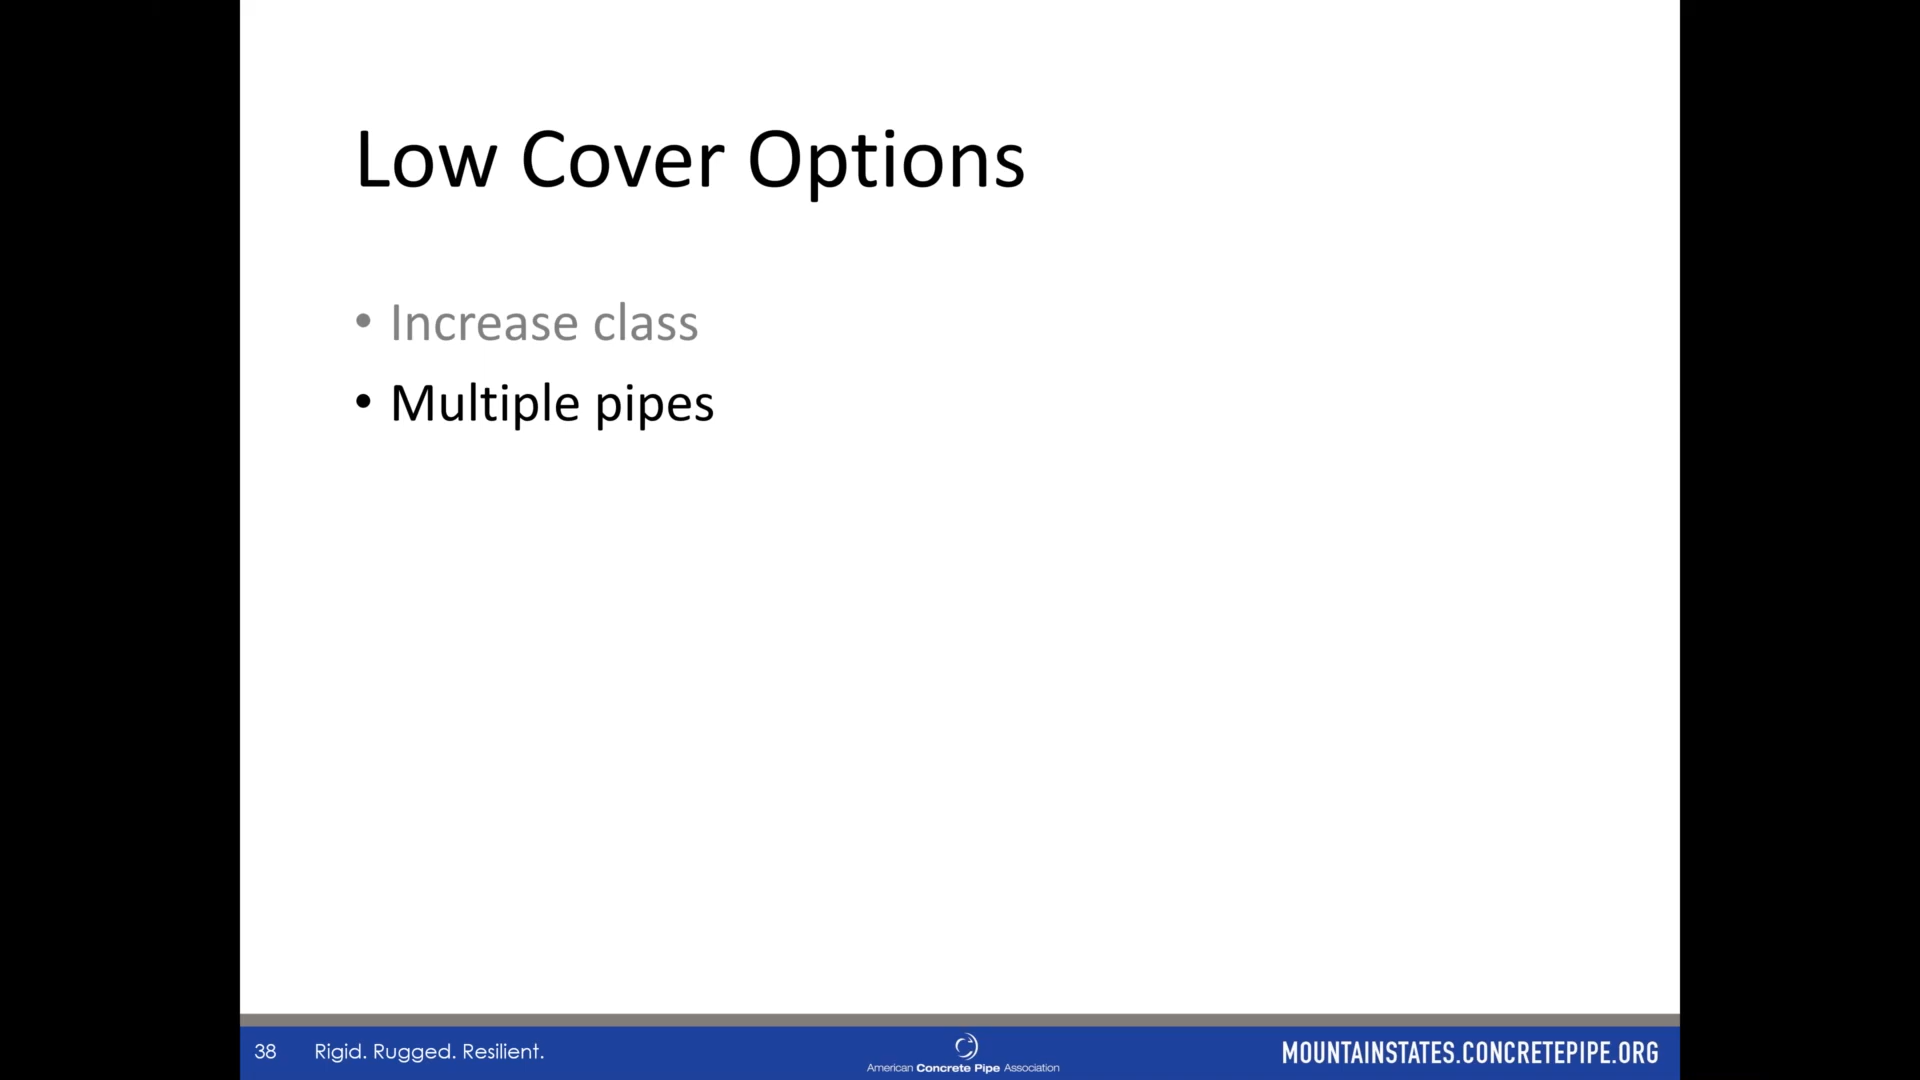 Low Cover Options
• Increase class
• Multiple pipes
38 Rigid. Rugged. Resilient.
American Concrete Pipe Association
MOUNTAINSTATES.CONCRETEPIPE.ORG